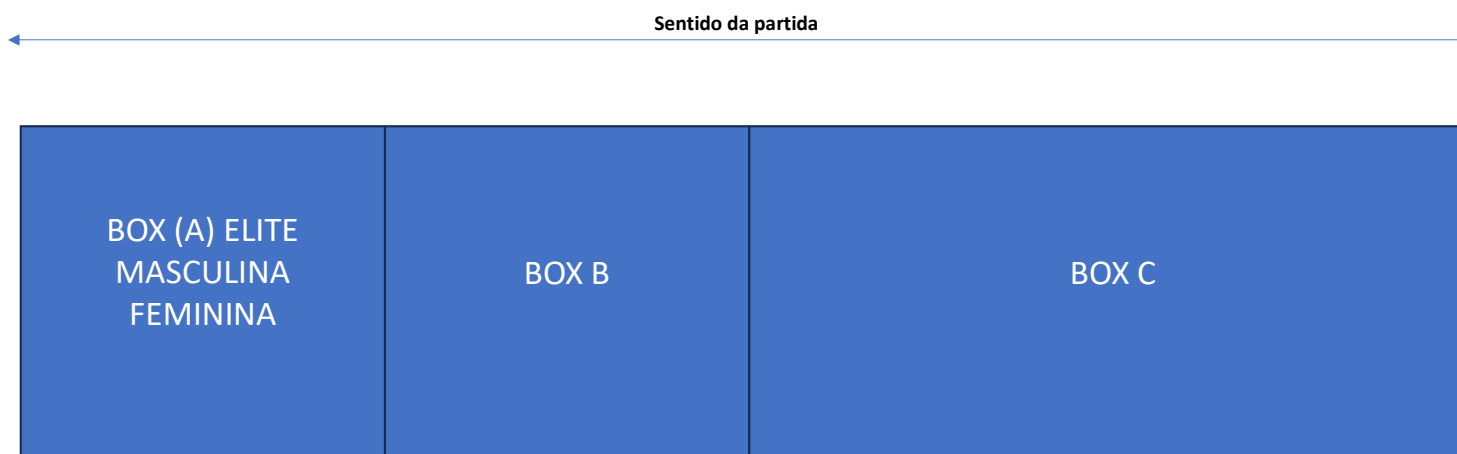 Sentido da partida
BOX (A) ELITE
MASCULINA
FEMININA
BOX B
BOX C